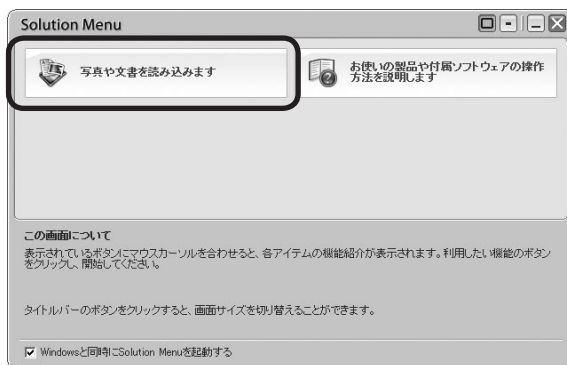 Solution Menu
写真や文書を読み込みます
お使いの製品や付属ソフトウェアの操作
方法を説明します
この画面について
表示されているボタンにマウスカーソルを合わせると、各アイテムの機能紹介が表示されます。利用したい機能のボタン
をクリックし、開始してください。
タイトルバーのボタンをクリックすると、画面サイズを切り替えることができます。
Windowsと同時にSolution Menuを起動する